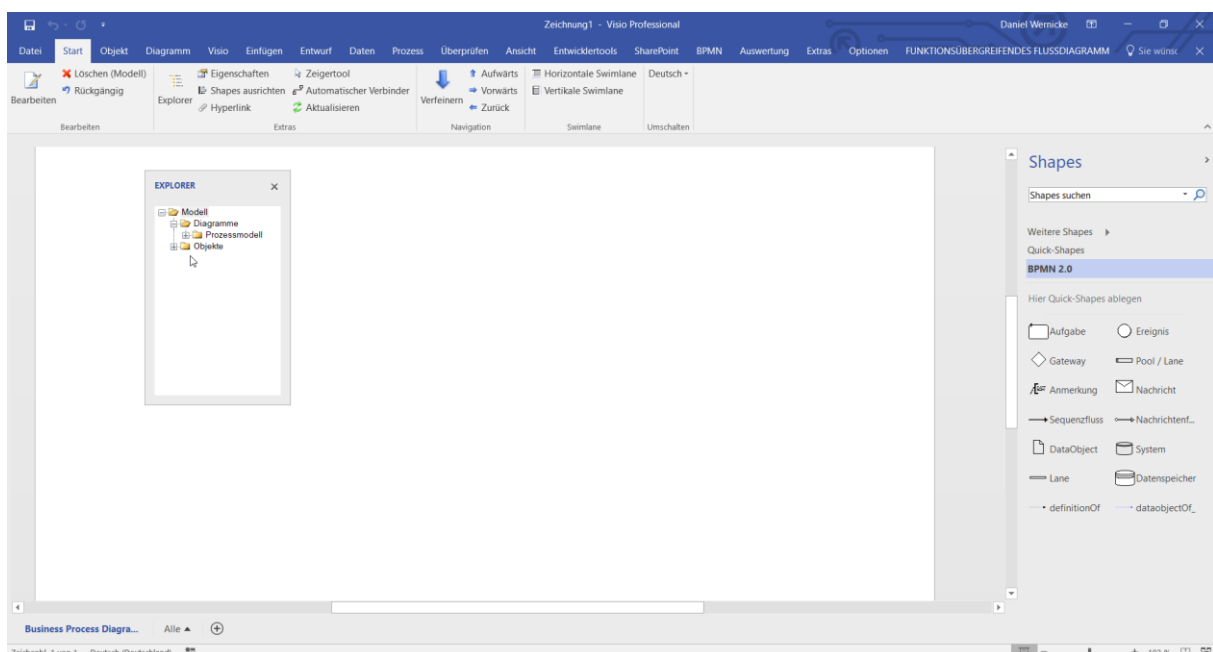 Zeichnung1 - Visio Professional
Daniel Wernicke
Datei Start Objekt Diagramm Visio Einfügen Entwurf Daten Prozess Überprüfen Ansicht Entwicklertools SharePoint BPMN Auswertung Extras Optionen FUNKTIONSÜBERGREIFENDES FLUSSDIAGRAMM Sie wünsc
Bearbeiten
Löschen (Modell)
Rückgängig
Bearbeiten
Explorer
Eigenschaften
Shapes ausrichten
Hyperlink
Zeigertool
Automatischer Verbinder
Aktualisieren
Extras
Verfeinern
Aufwärts
Vorwärts
Zurück
Navigation
Horizontale Swimlane
Vertikale Swimlane
Swimlane
Deutsch
Umschalten
EXPLORER
Modell
Diagramme
Prozessmodell
Objekte
Shapes
Shapes suchen
Weitere Shapes
Quick-Shapes
BPMN 2.0
Hier Quick-Shapes ablegen
Aufgabe Ereignis
Gateway Pool / Lane
Anmerkung Nachricht
Sequenzfluss Nachrichtenf...
DataObject System
Lane Datenspeicher
definitionOf dataobjectOf_
Business Process Diagra... Alle